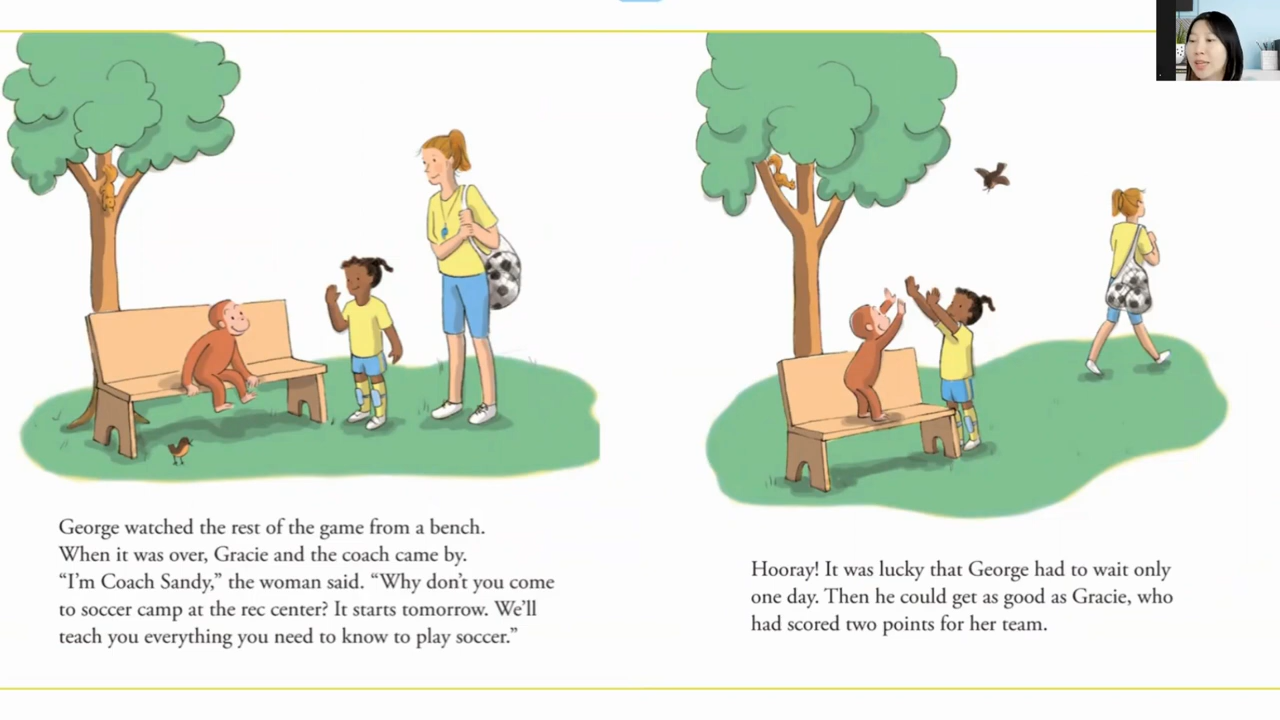 George watched the rest of the game from a bench.
When it was over, Gracie and the coach came by.
“I’m Coach Sandy,” the woman said. “Why don’t you come
to soccer camp at the rec center? It starts tomorrow. We’ll
teach you everything you need to know to play soccer.”
Hooray! It was lucky that George had to wait only
one day. Then he could get as good as Gracie, who
had scored two points for her team.